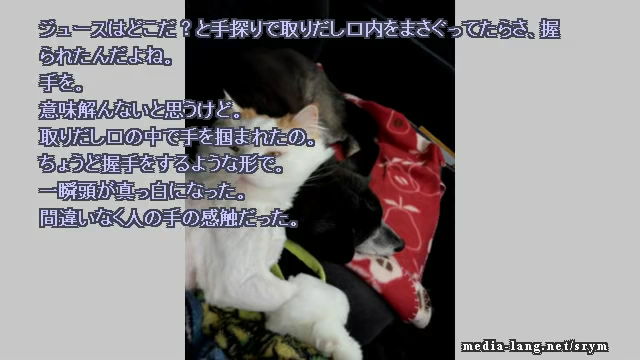 ジュースはどこだ？と手探りで取りだし口内をまさぐってたらさ、握
られたんだよね。
手を。
意味解んないと思うけど。
取りだし口の中で手を掴まれたの。
ちょうど握手をするような形で。
一瞬頭が真っ白になった。
間違いなく人の手の感触だった。
media-lang.net/srym